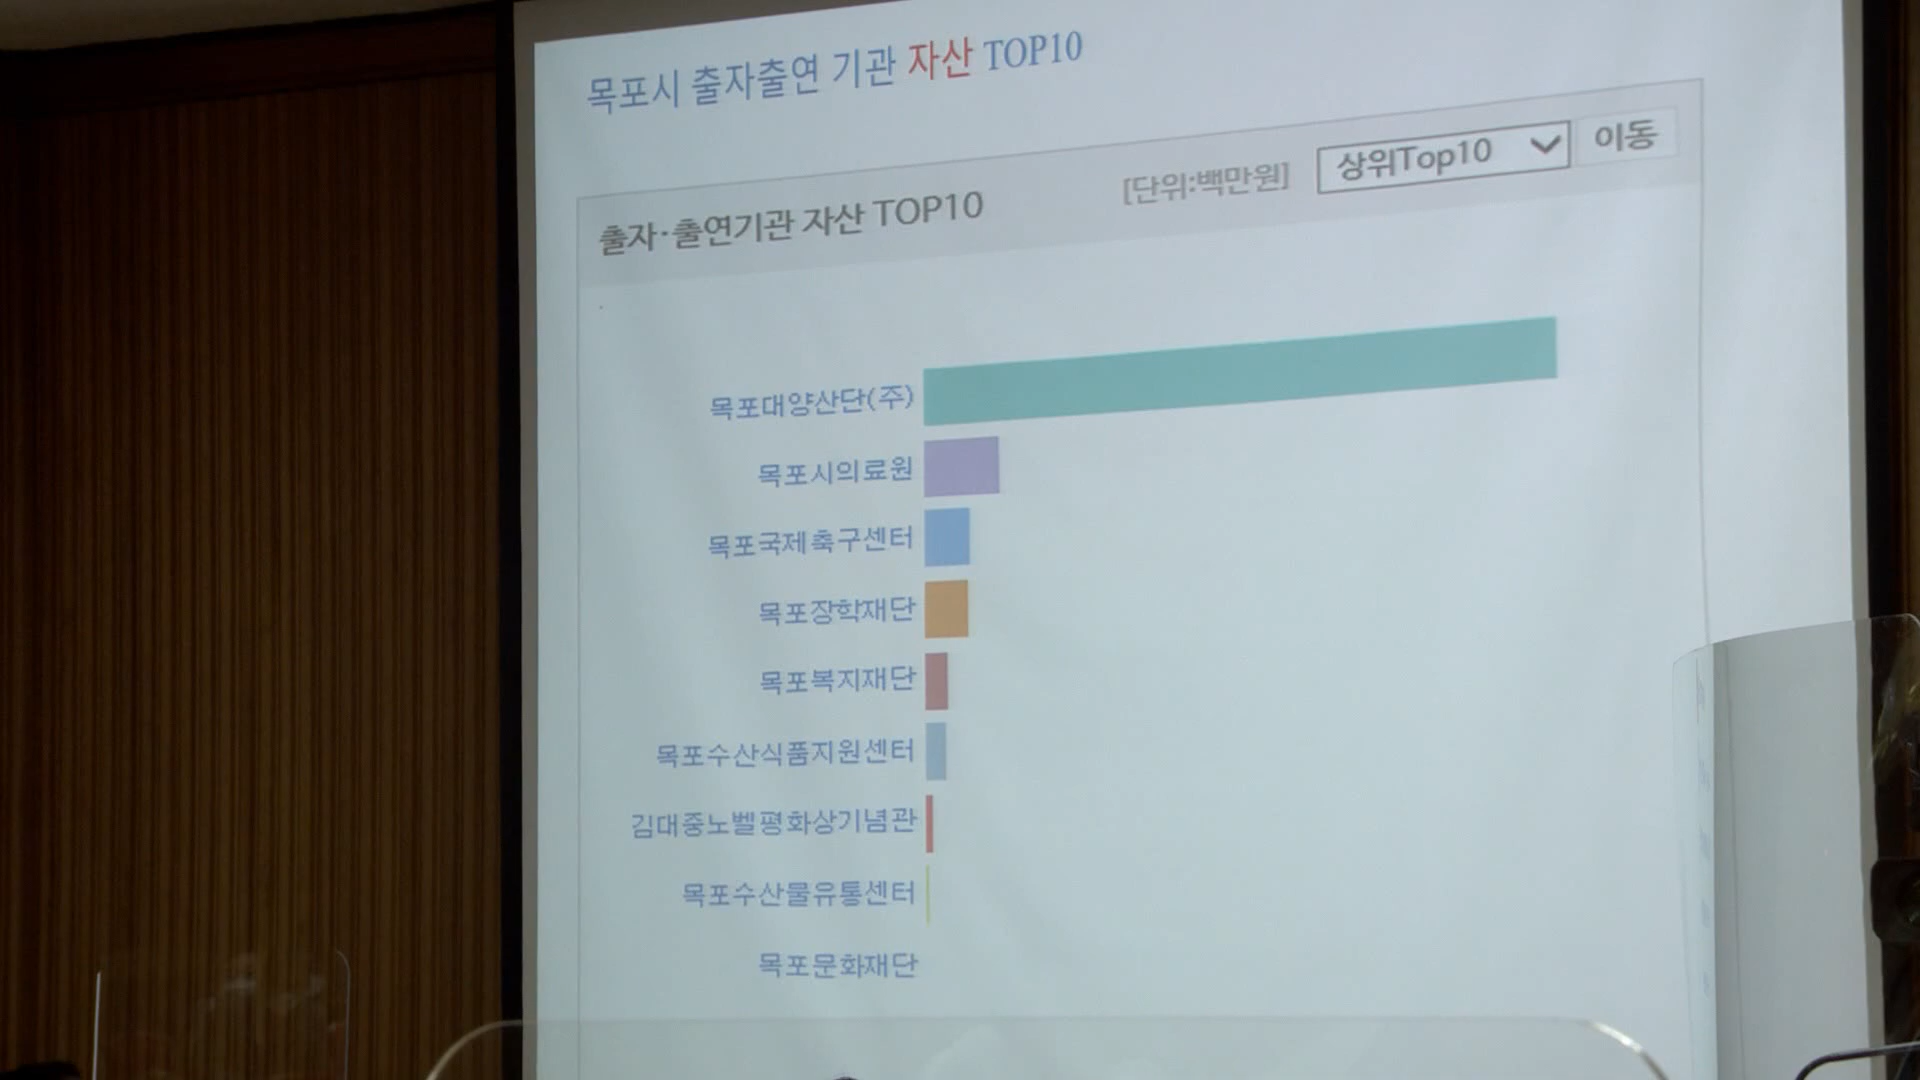 목포시 출자출연 기관 자산 TOP10
출자·출연기관 자산 TOP10 [단위:백만원] 상위Top10 이동
목포대양산단(주)
목포시의료원
목포국제축구센터
목포장학재단
목포복지재단
목포수산식품지원센터
김대중노벨평화상기념관
목포수산물유통센터
목포문화재단